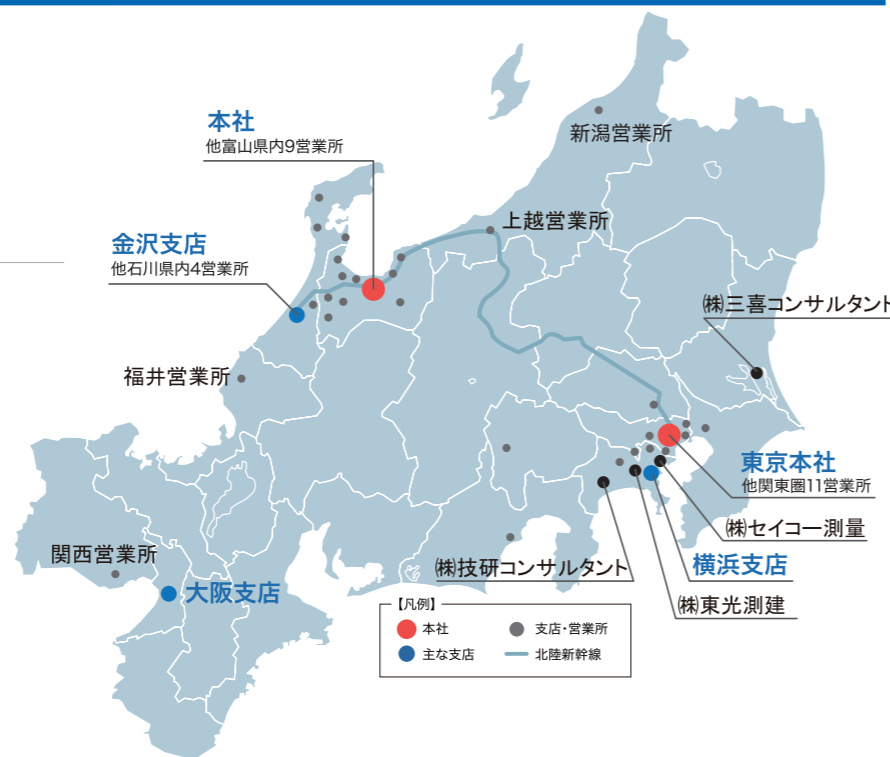 本社
他富山県内9営業所
新潟営業所
上越営業所
金沢支店
他石川県内4営業所
㈱三喜コンサルタント
福井営業所
東京本社
他関東圏11営業所
㈱セイコー測量
関西営業所
㈱技研コンサルタント
横浜支店
大阪支店
㈱東光測建
【凡例】
本社
支店・営業所
主な支店
北陸新幹線